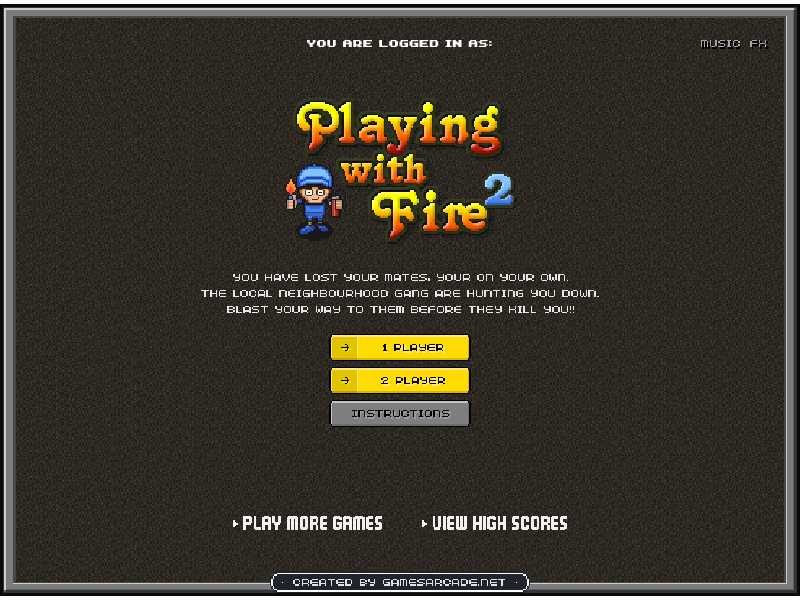 YOU ARE LOGGED IN AS:
MUSIC FX
Playing
with
Fire 2
YOU HAVE LOST YOUR MATES, YOUR ON YOUR OWN.
THE LOCAL NEIGHBOURHOOD GANG ARE HUNTING YOU DOWN.
BLAST YOUR WAY TO THEM BEFORE THEY KILL YOU!!
→ 1 PLAYER
→ 2 PLAYER
INSTRUCTIONS
PLAY MORE GAMES
VIEW HIGH SCORES
· CREATED BY GAMESARCADE.NET ·